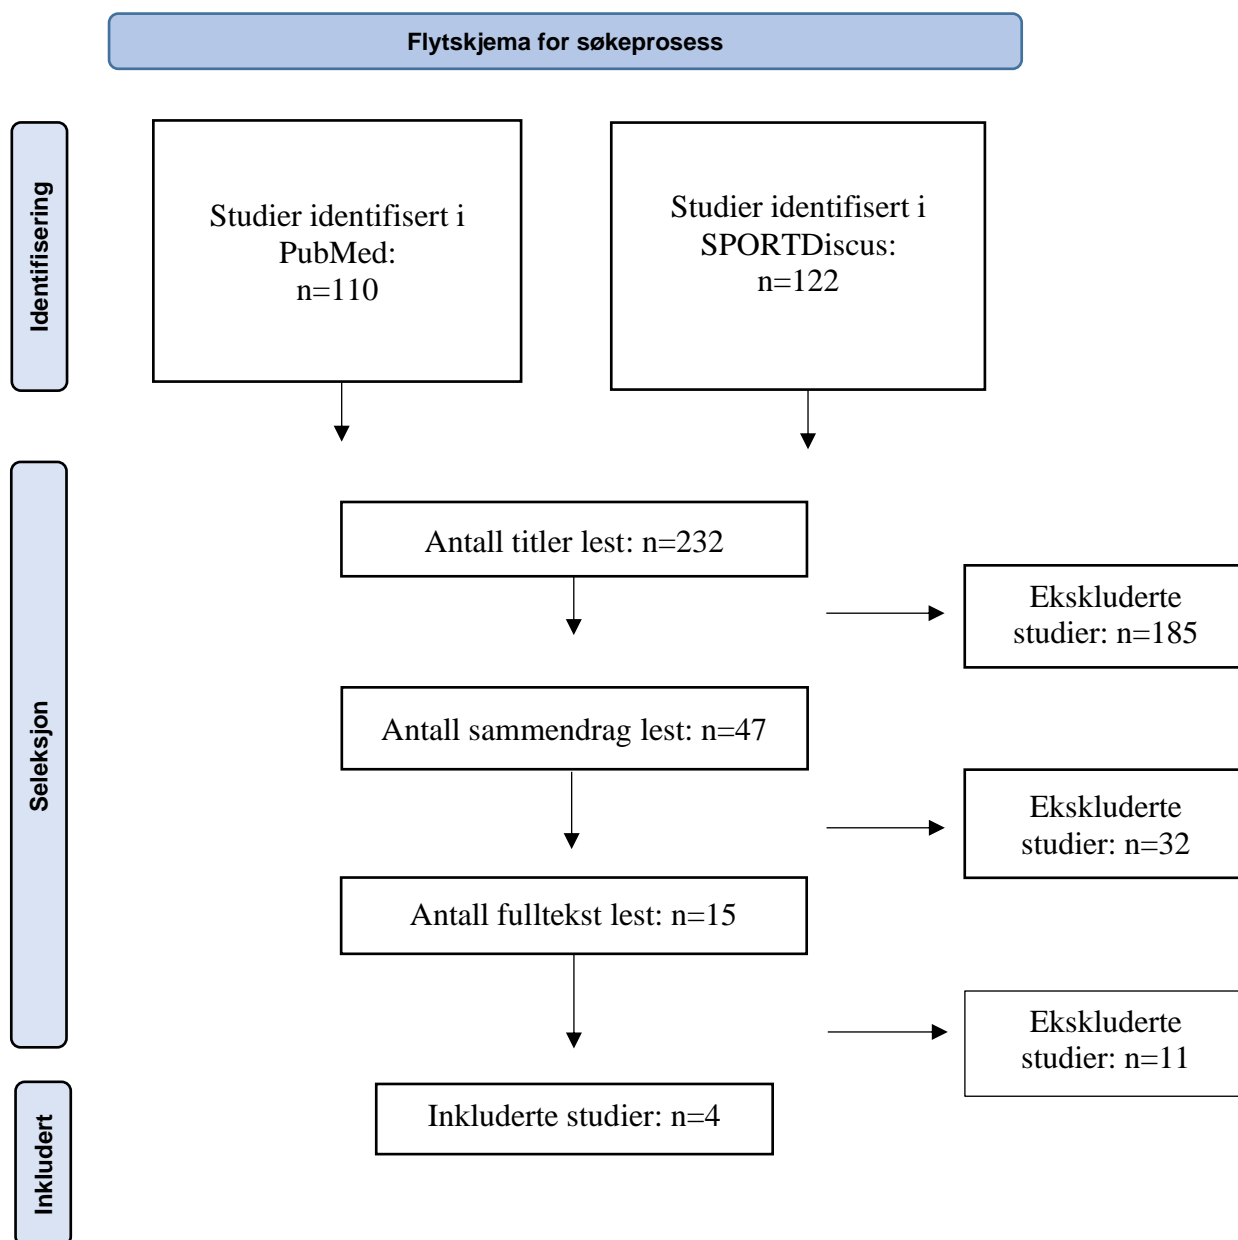 Flytskjema for søkeprosess
Identifisering
Studier identifisert i
PubMed:
n=110
Studier identifisert i
SPORTDiscus:
n=122
Seleksjon
Antall titler lest: n=232
Ekskluderte
studier: n=185
Antall sammendrag lest: n=47
Ekskluderte
studier: n=32
Antall fulltekst lest: n=15
Ekskluderte
studier: n=11
Inkludert
Inkluderte studier: n=4